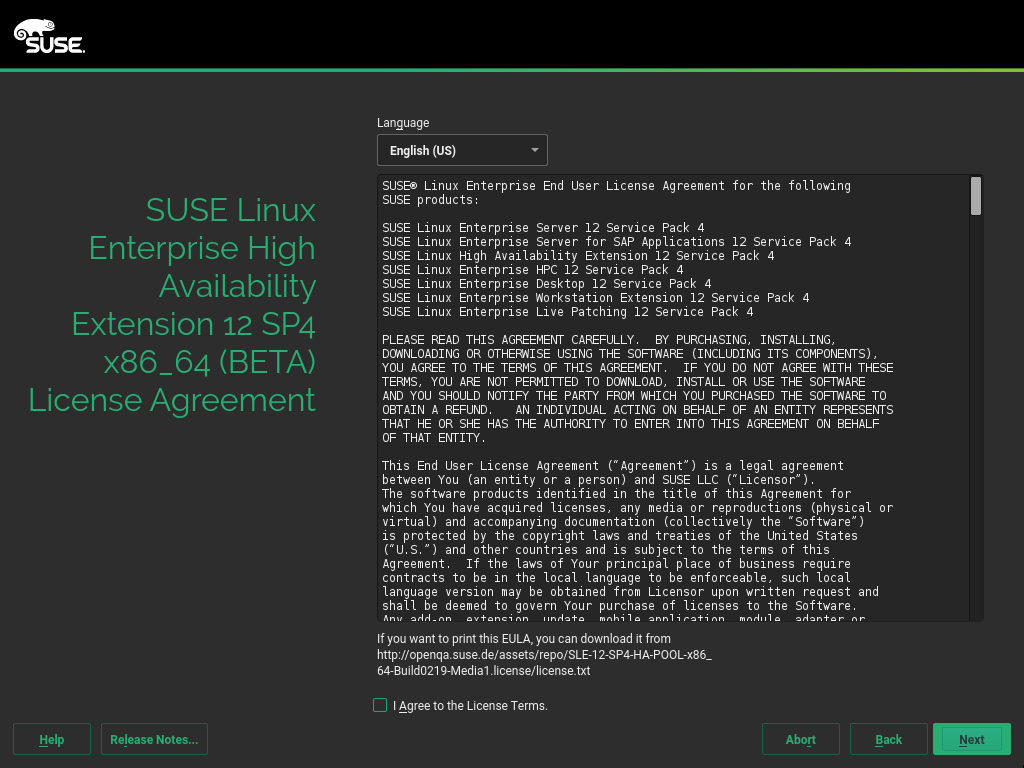 SUSE
Language
English (US)
SUSE Linux
Enterprise High
Availability
Extension 12 SP4
x86_64 (BETA)
License Agreement
SUSE® Linux Enterprise End User License Agreement for the following
SUSE products:
SUSE Linux Enterprise Server 12 Service Pack 4
SUSE Linux Enterprise Server for SAP Applications 12 Service Pack 4
SUSE Linux High Availability Extension 12 Service Pack 4
SUSE Linux Enterprise HPC 12 Service Pack 4
SUSE Linux Enterprise Desktop 12 Service Pack 4
SUSE Linux Enterprise Workstation Extension 12 Service Pack 4
SUSE Linux Enterprise Live Patching 12 Service Pack 4
PLEASE READ THIS AGREEMENT CAREFULLY.  BY PURCHASING, INSTALLING,
DOWNLOADING OR OTHERWISE USING THE SOFTWARE (INCLUDING ITS COMPONENTS),
YOU AGREE TO THE TERMS OF THIS AGREEMENT.  IF YOU DO NOT AGREE WITH THESE
TERMS, YOU ARE NOT PERMITTED TO DOWNLOAD, INSTALL OR USE THE SOFTWARE
AND YOU SHOULD NOTIFY THE PARTY FROM WHICH YOU PURCHASED THE SOFTWARE TO
OBTAIN A REFUND.   AN INDIVIDUAL ACTING ON BEHALF OF AN ENTITY REPRESENTS
THAT HE OR SHE HAS THE AUTHORITY TO ENTER INTO THIS AGREEMENT ON BEHALF
OF THAT ENTITY.
This End User License Agreement (“Agreement”) is a legal agreement
between You (an entity or a person) and SUSE LLC (“Licensor”).
The software products identified in the title of this Agreement for
which You have acquired licenses, any media or reproductions (physical or
virtual) and accompanying documentation (collectively the “Software”)
is protected by the copyright laws and treaties of the United States
(“U.S.”) and other countries and is subject to the terms of this
Agreement.  If the laws of Your principal place of business require
contracts to be in the local language to be enforceable, such local
language version may be obtained from Licensor upon written request and
shall be deemed to govern Your purchase of licenses to the Software.
Any add-on, extension, update, mobile application, module, adapter or
If you want to print this EULA, you can download it from
http://openqa.suse.de/assets/repo/SLE-12-SP4-HA-POOL-x86_
64-Build0219-Media1.license/license.txt
I Agree to the License Terms.
Help
Release Notes...
Abort
Back
Next